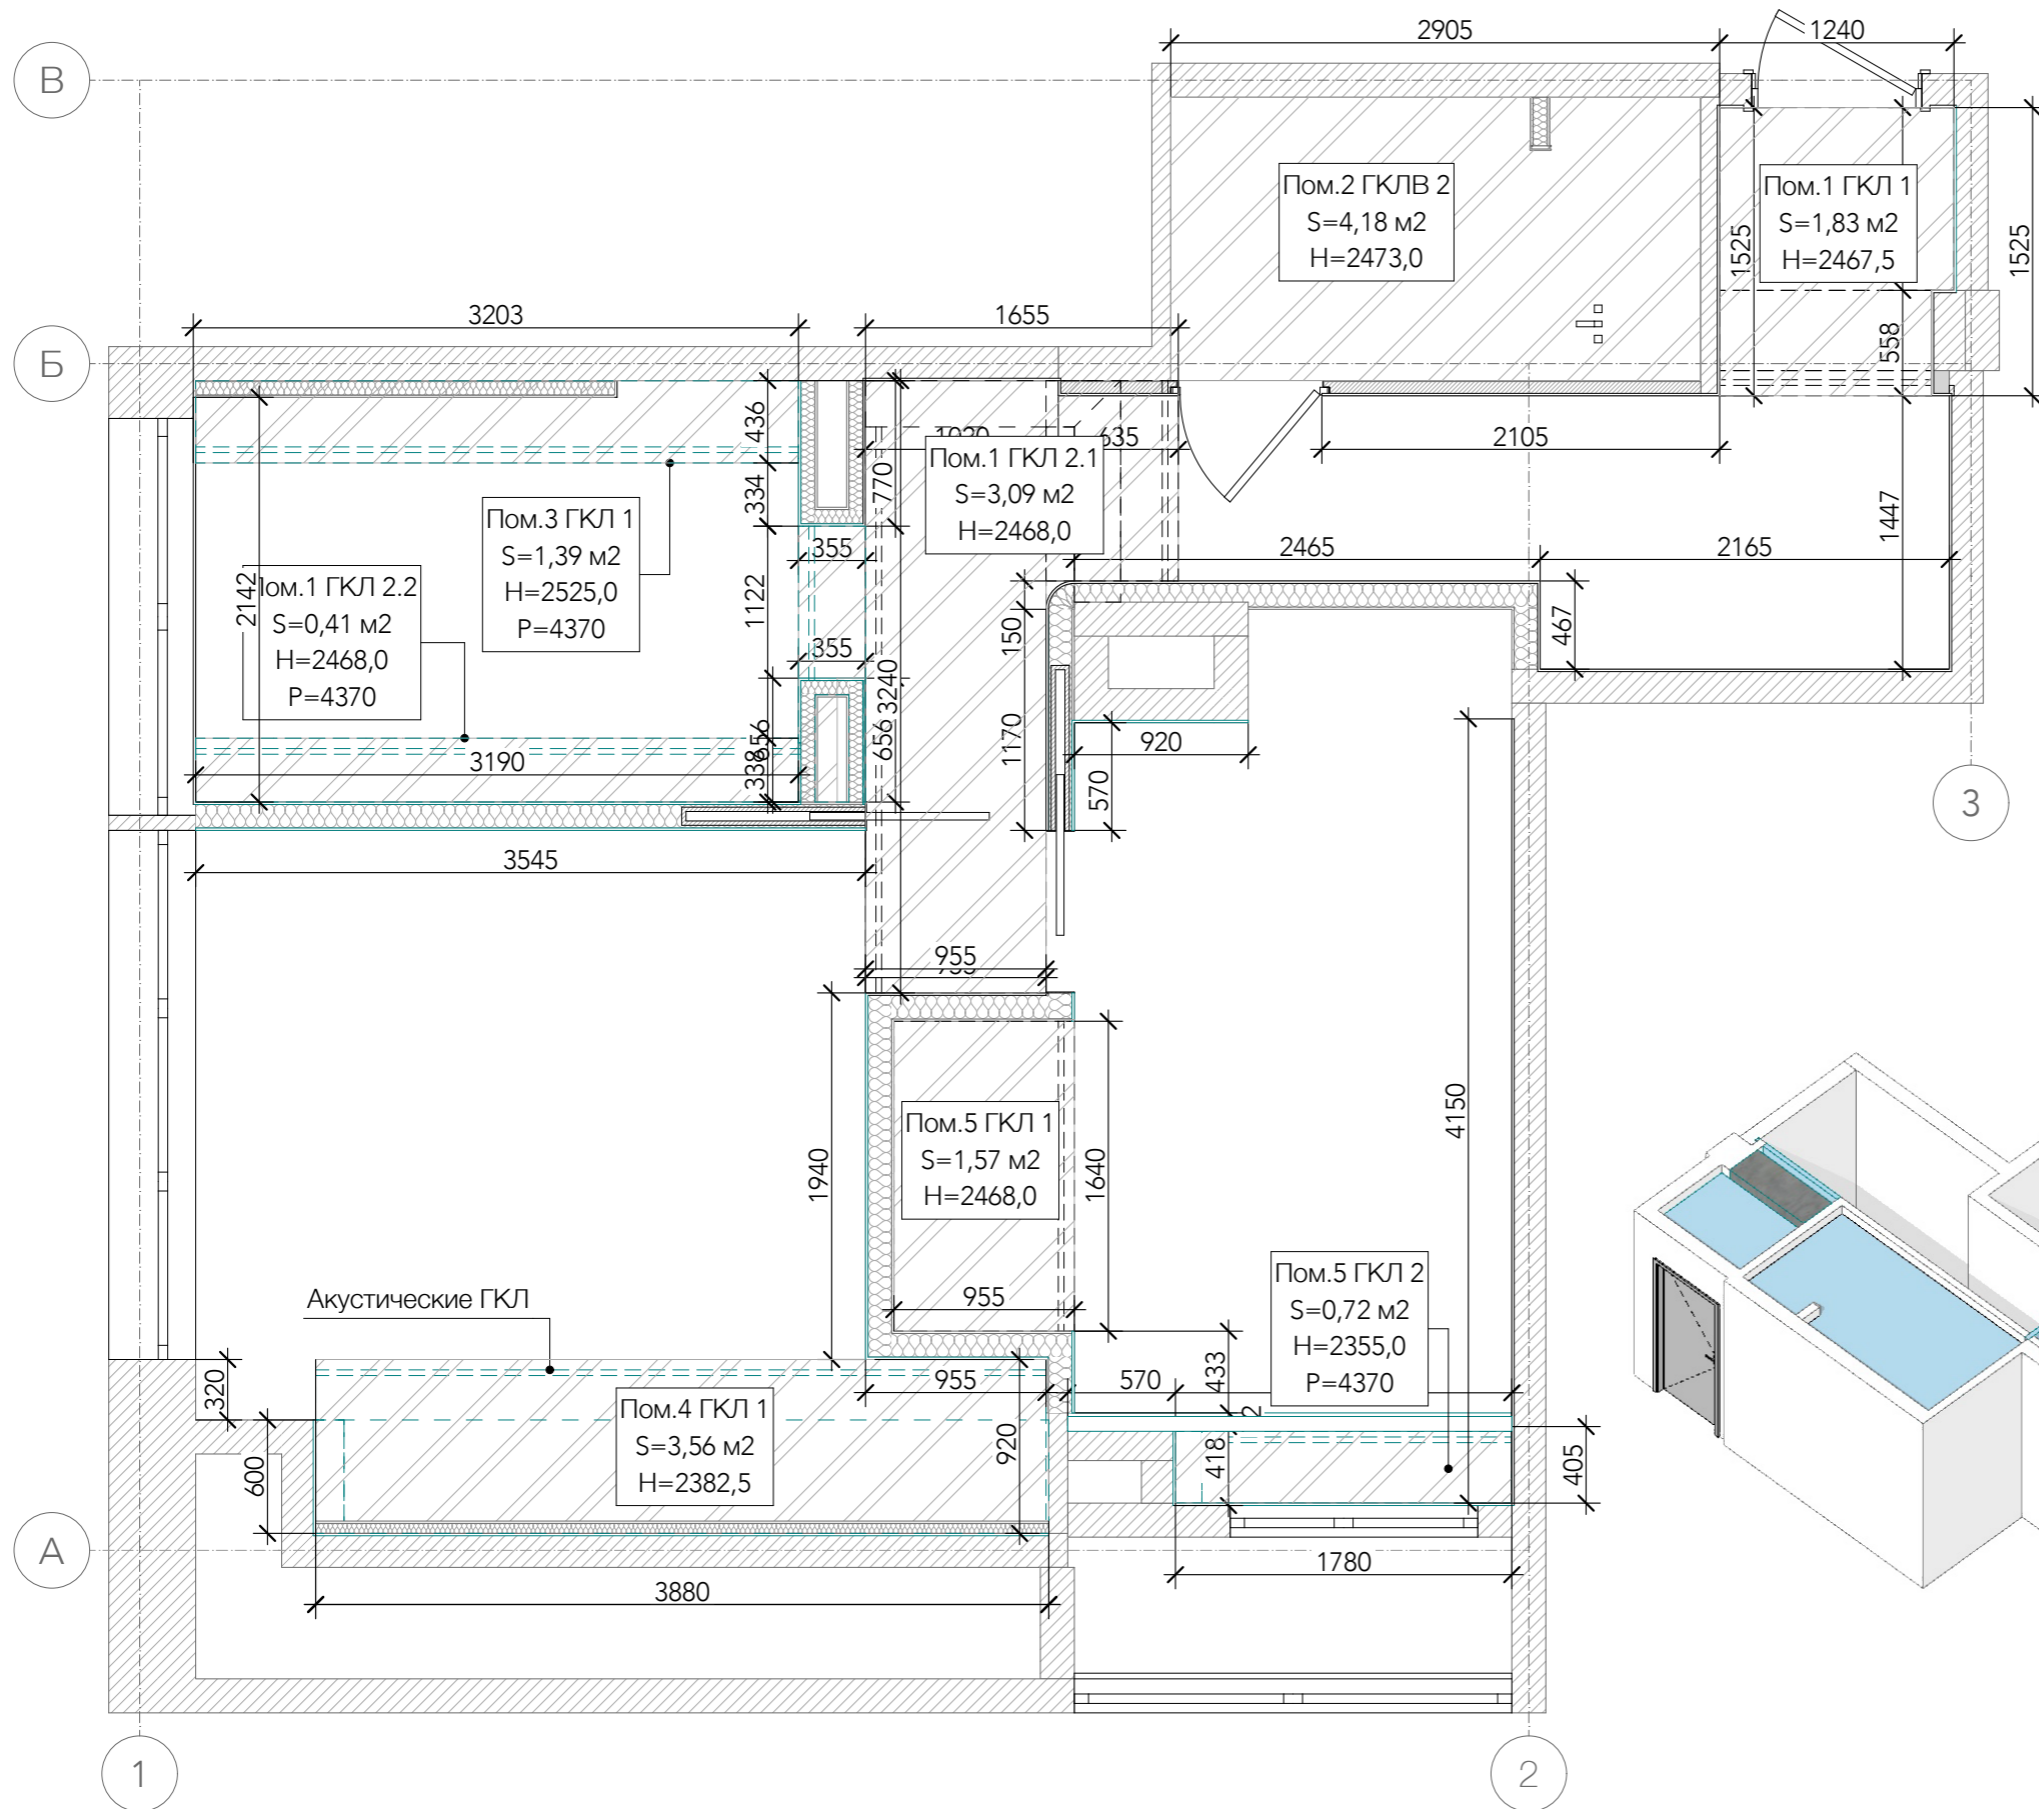 2905
1240
В
Пом.2 ГКЛВ 2
S=4,18 м2
H=2473,0
Пом.1 ГКЛ 1
S=1,83 м2
H=2467,5
1525
1525
558
3203
1655
Б
436
334
770
1020
635
2105
Пом.1 ГКЛ 2.1
S=3,09 м2
H=2468,0
Пом.3 ГКЛ 1
S=1,39 м2
H=2525,0
P=4370
355
2465
2165
1447
Пом.1 ГКЛ 2.2
S=0,41 м2
H=2468,0
P=4370
2142
1122
355
150
467
3240
656
656
338
3190
1170
920
570
3
3545
955
4150
Пом.5 ГКЛ 1
S=1,57 м2
H=2468,0
1940
1640
955
Пом.5 ГКЛ 2
S=0,72 м2
H=2355,0
P=4370
Акустические ГКЛ
320
955
570
433
Пом.4 ГКЛ 1
S=3,56 м2
H=2382,5
600
920
418
2
405
А
1780
3880
1
2